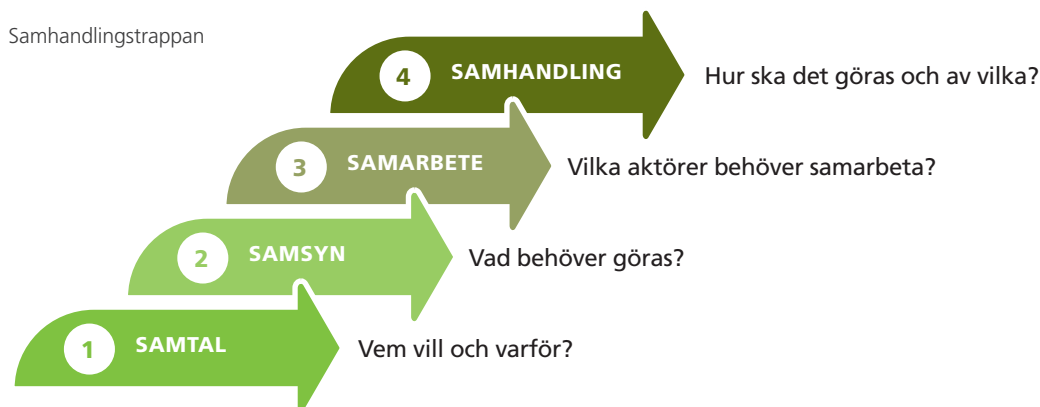 Samhandlingstrappan
4 SAMHANDLING Hur ska det göras och av vilka?
3 SAMARBETE Vilka aktörer behöver samarbeta?
2 SAMSYN Vad behöver göras?
1 SAMTAL Vem vill och varför?